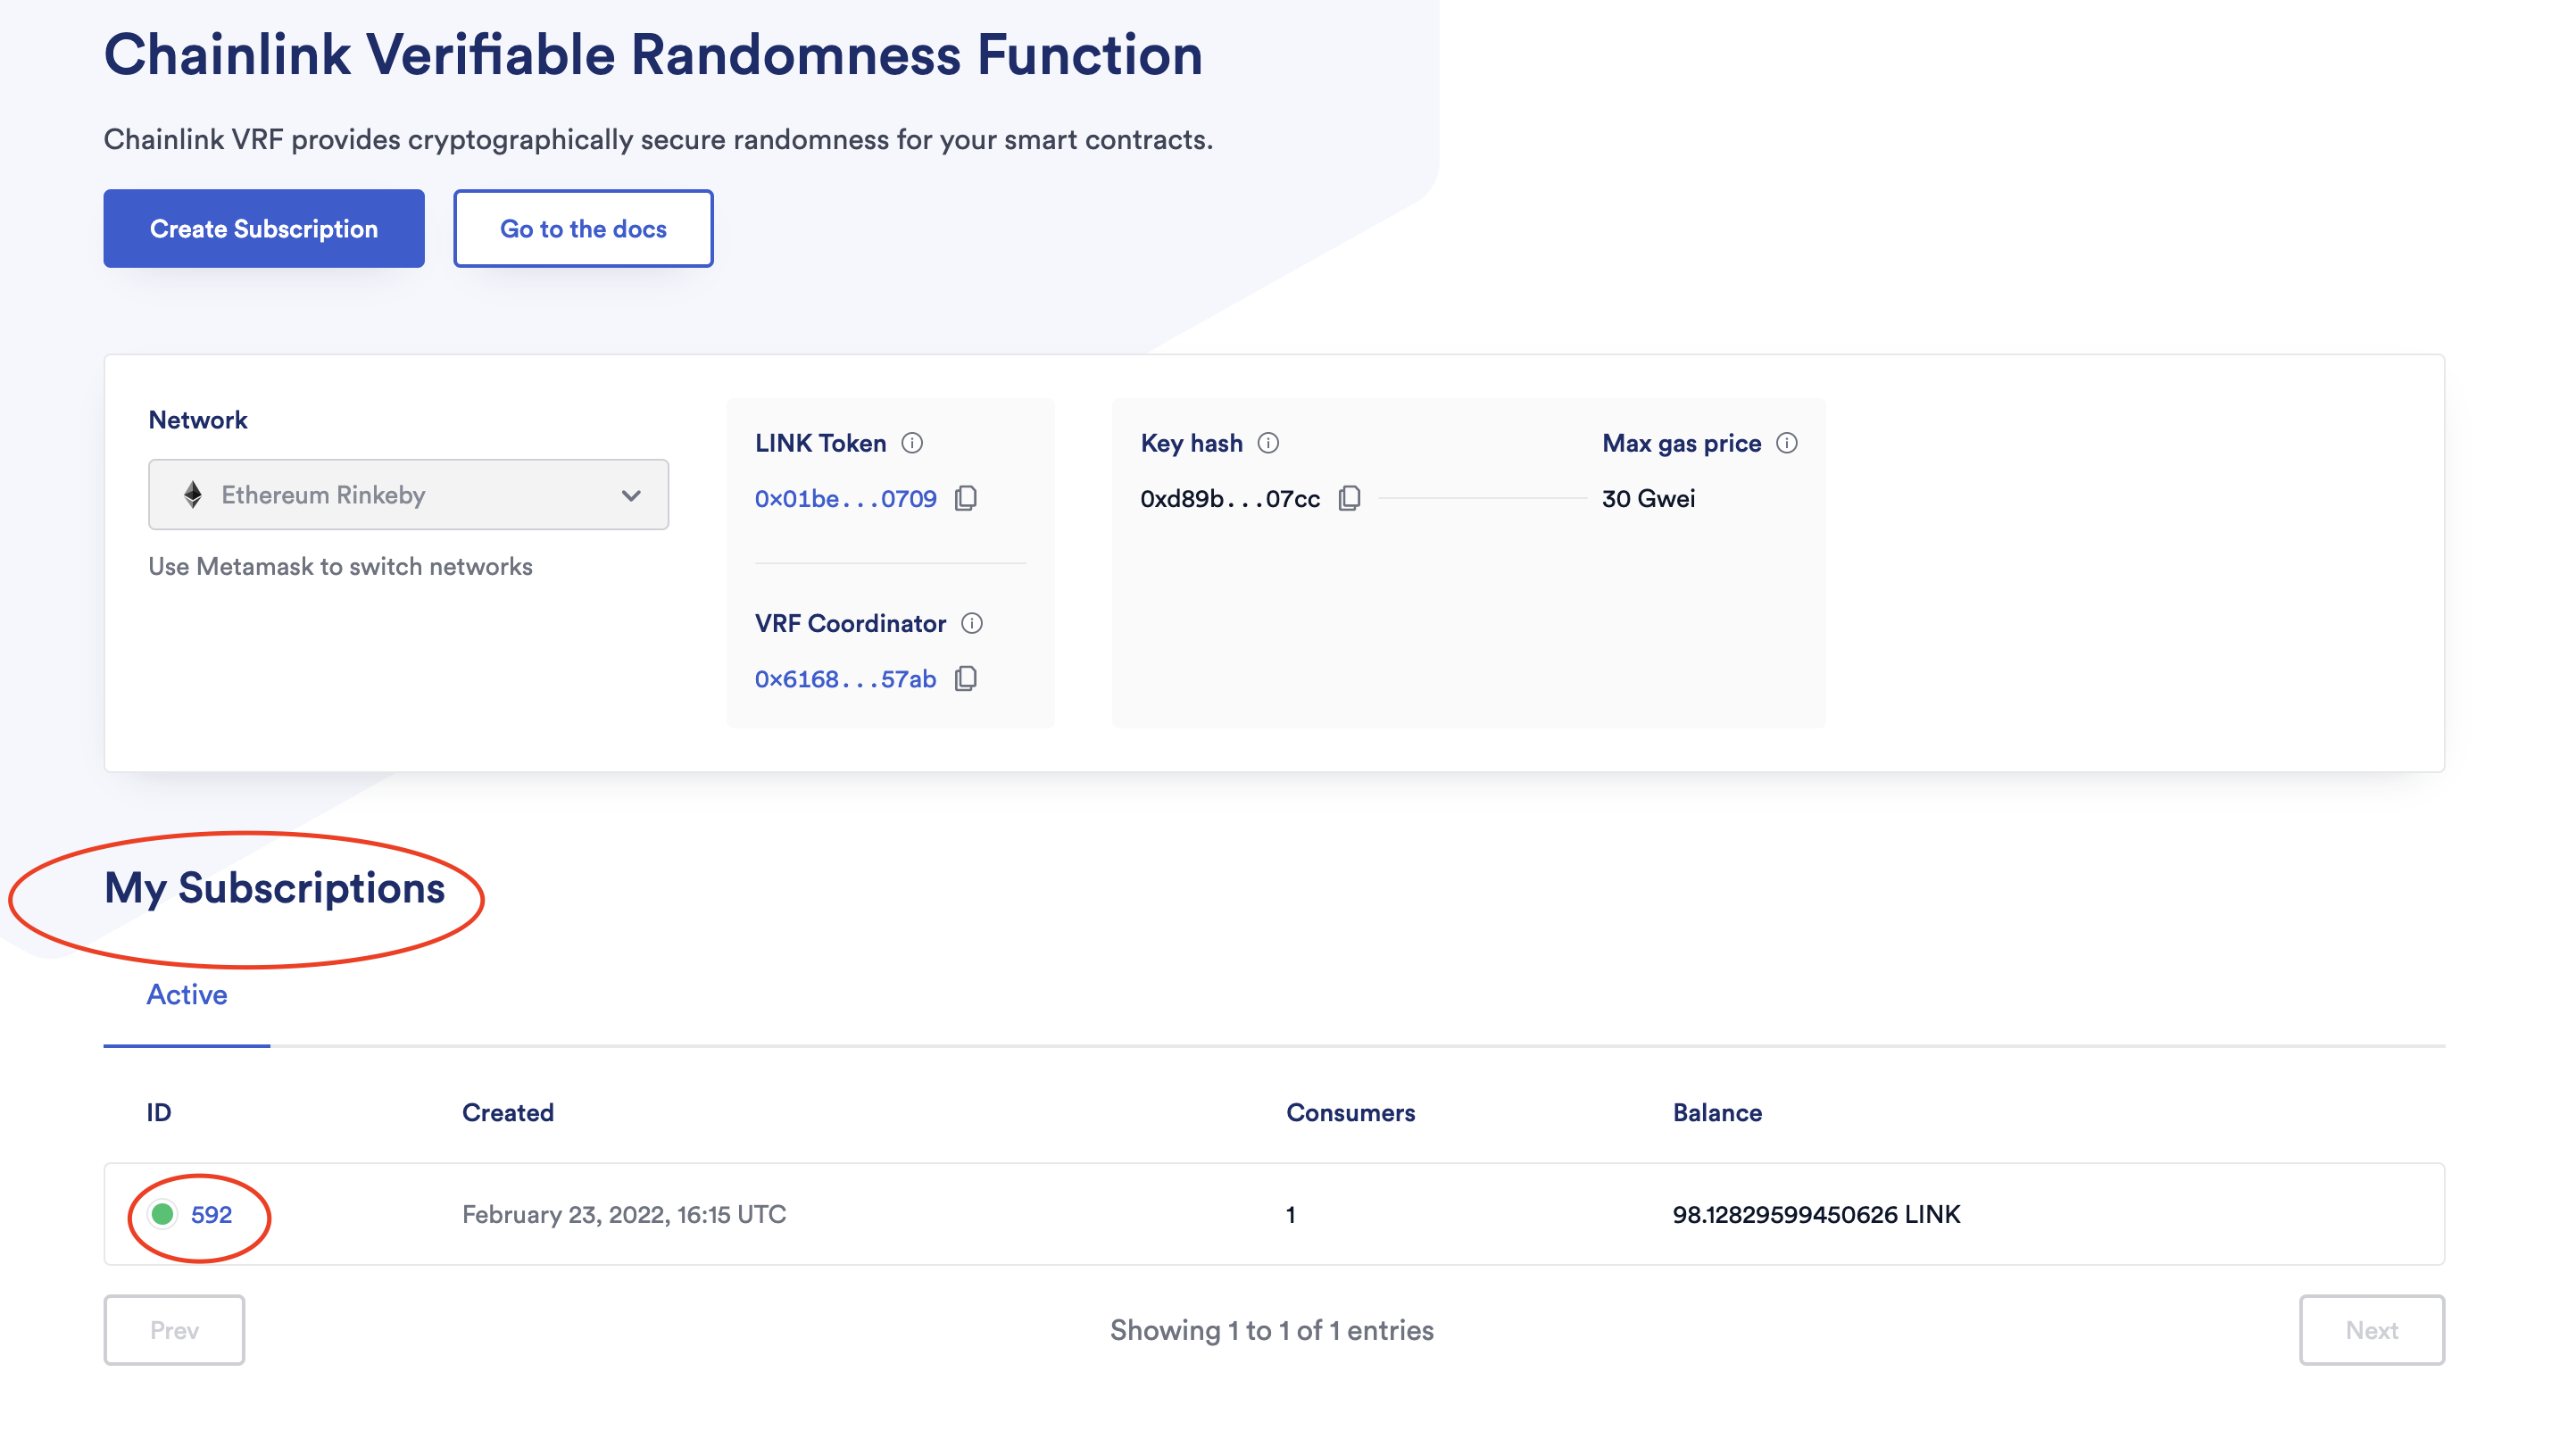 Chainlink Verifiable Randomness Function
Chainlink VRF provides cryptographically secure randomness for your smart contracts.
Create Subscription
Go to the docs
Network
Ethereum Rinkeby
Use Metamask to switch networks
LINK Token
0x01be...0709
VRF Coordinator
0x6168...57ab
Key hash
0xd89b...07cc
Max gas price
30 Gwei
My Subscriptions
Active
ID Created Consumers Balance
592 February 23, 2022, 16:15 UTC 1 98.12829599450626 LINK
Prev Showing 1 to 1 of 1 entries Next